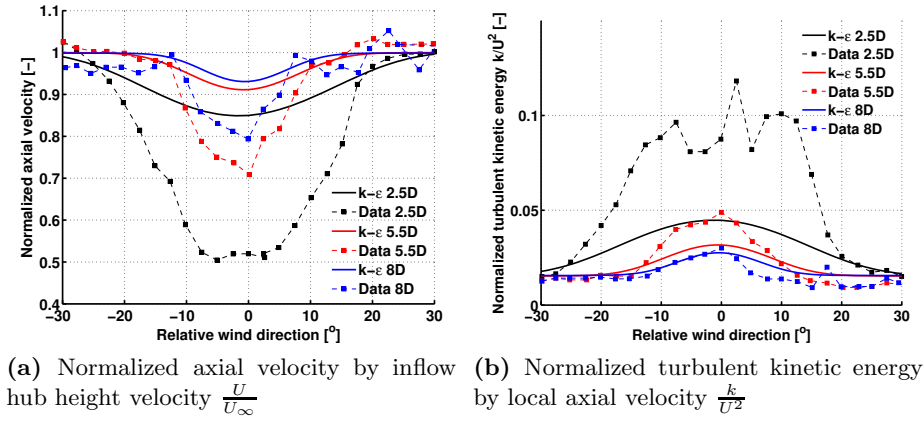 1.1
1
0.9
0.8
0.7
0.6
0.5
0.4
Normalized axial velocity [−]
−30 −20 −10 0 10 20 30
Relative wind direction [°]
k−ε 2.5D
Data 2.5D
k−ε 5.5D
Data 5.5D
k−ε 8D
Data 8D
0.1
0.05
0
Normalized turbulent kinetic energy k/U² [−]
−30 −20 −10 0 10 20 30
Relative wind direction [°]
k−ε 2.5D
Data 2.5D
k−ε 5.5D
Data 5.5D
k−ε 8D
Data 8D
(a) Normalized axial velocity by inflow
hub height velocity U/U∞
(b) Normalized turbulent kinetic energy
by local axial velocity k/U²